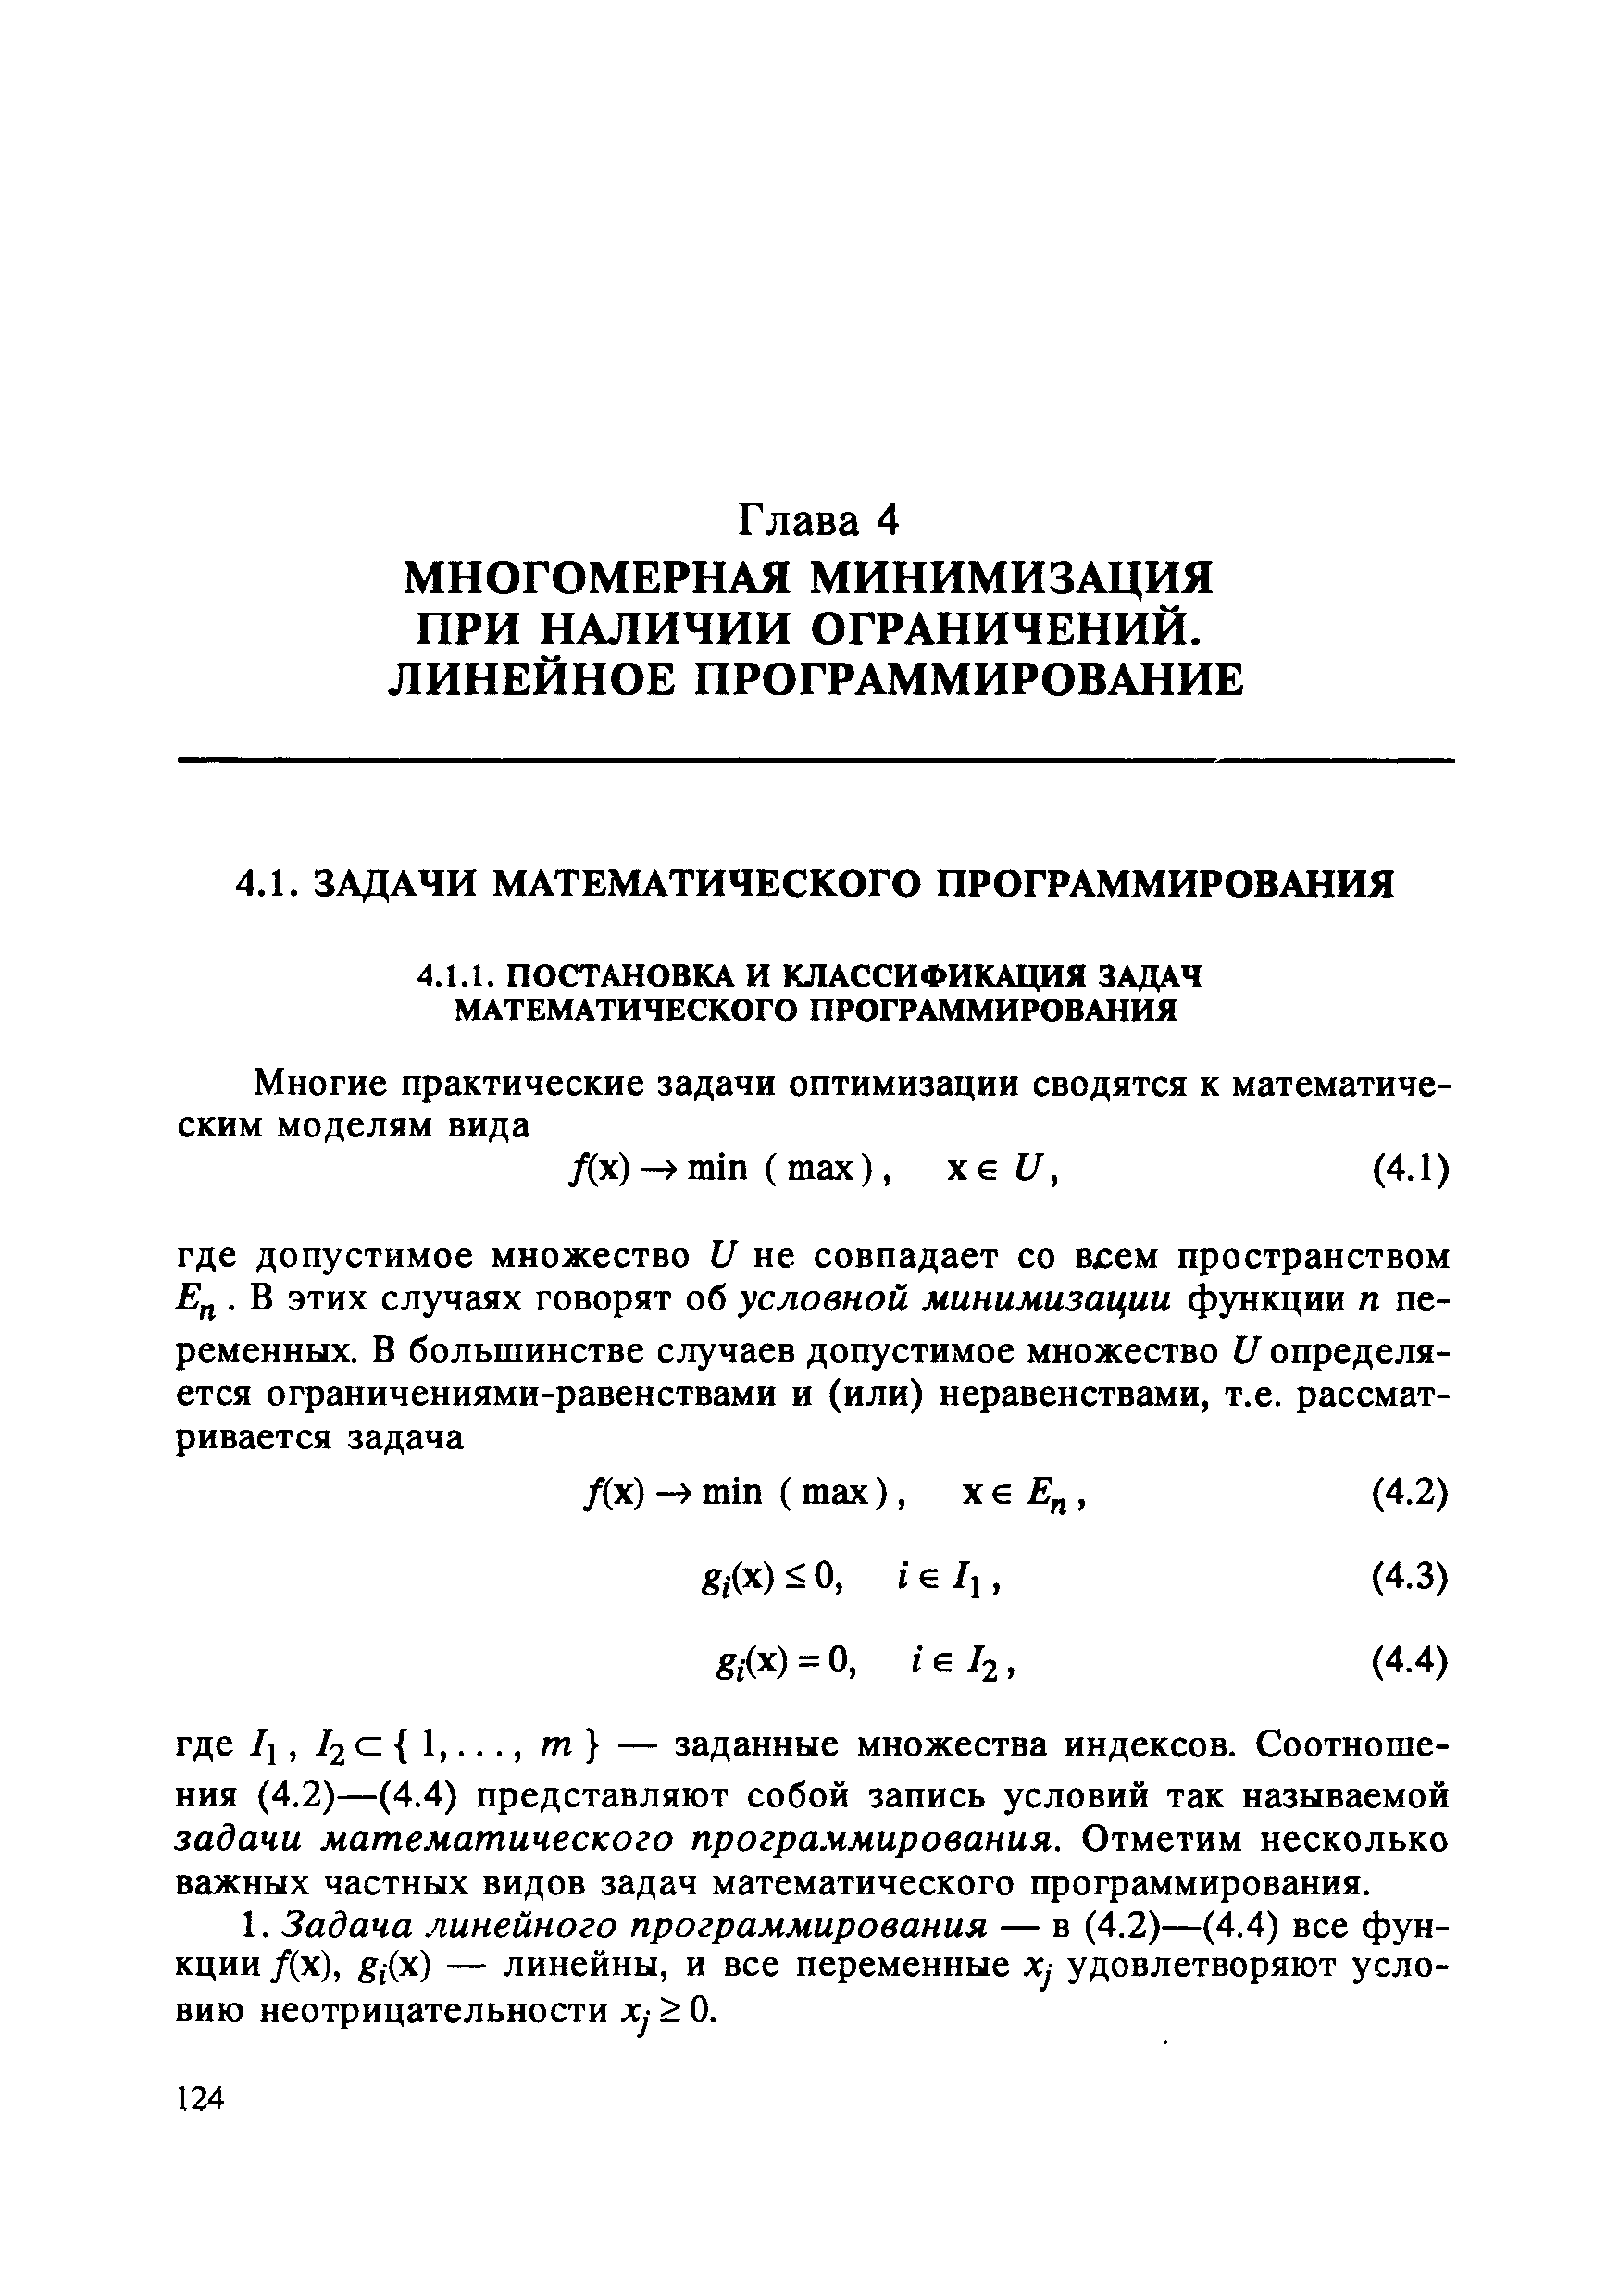 Глава 4
МНОГОМЕРНАЯ МИНИМИЗАЦИЯ
ПРИ НАЛИЧИИ ОГРАНИЧЕНИЙ.
ЛИНЕЙНОЕ ПРОГРАММИРОВАНИЕ
4.1. ЗАДАЧИ МАТЕМАТИЧЕСКОГО ПРОГРАММИРОВАНИЯ
4.1.1. ПОСТАНОВКА И КЛАССИФИКАЦИЯ ЗАДАЧ
МАТЕМАТИЧЕСКОГО ПРОГРАММИРОВАНИЯ
Многие практические задачи оптимизации сводятся к математиче-
ским моделям вида
f(x) → min ( max ) , x ∈ U , (4.1)
где допустимое множество U не совпадает со всем пространством
Eₙ . В этих случаях говорят об условной минимизации функции n пе-
ременных. В большинстве случаев допустимое множество U определя-
ется ограничениями-равенствами и (или) неравенствами, т.е. рассмат-
ривается задача
f(x) → min ( max ) , x ∈ Eₙ , (4.2)
gᵢ(x) ≤ 0, i ∈ I₁ , (4.3)
gᵢ(x) = 0, i ∈ I₂ , (4.4)
где I₁ , I₂ ⊂ { 1,..., m } — заданные множества индексов. Соотноше-
ния (4.2)—(4.4) представляют собой запись условий так называемой
задачи математического программирования. Отметим несколько
важных частных видов задач математического программирования.
1. Задача линейного программирования — в (4.2)—(4.4) все фун-
кции f(x), gᵢ(x) — линейны, и все переменные xⱼ удовлетворяют усло-
вию неотрицательности xⱼ ≥ 0.
124